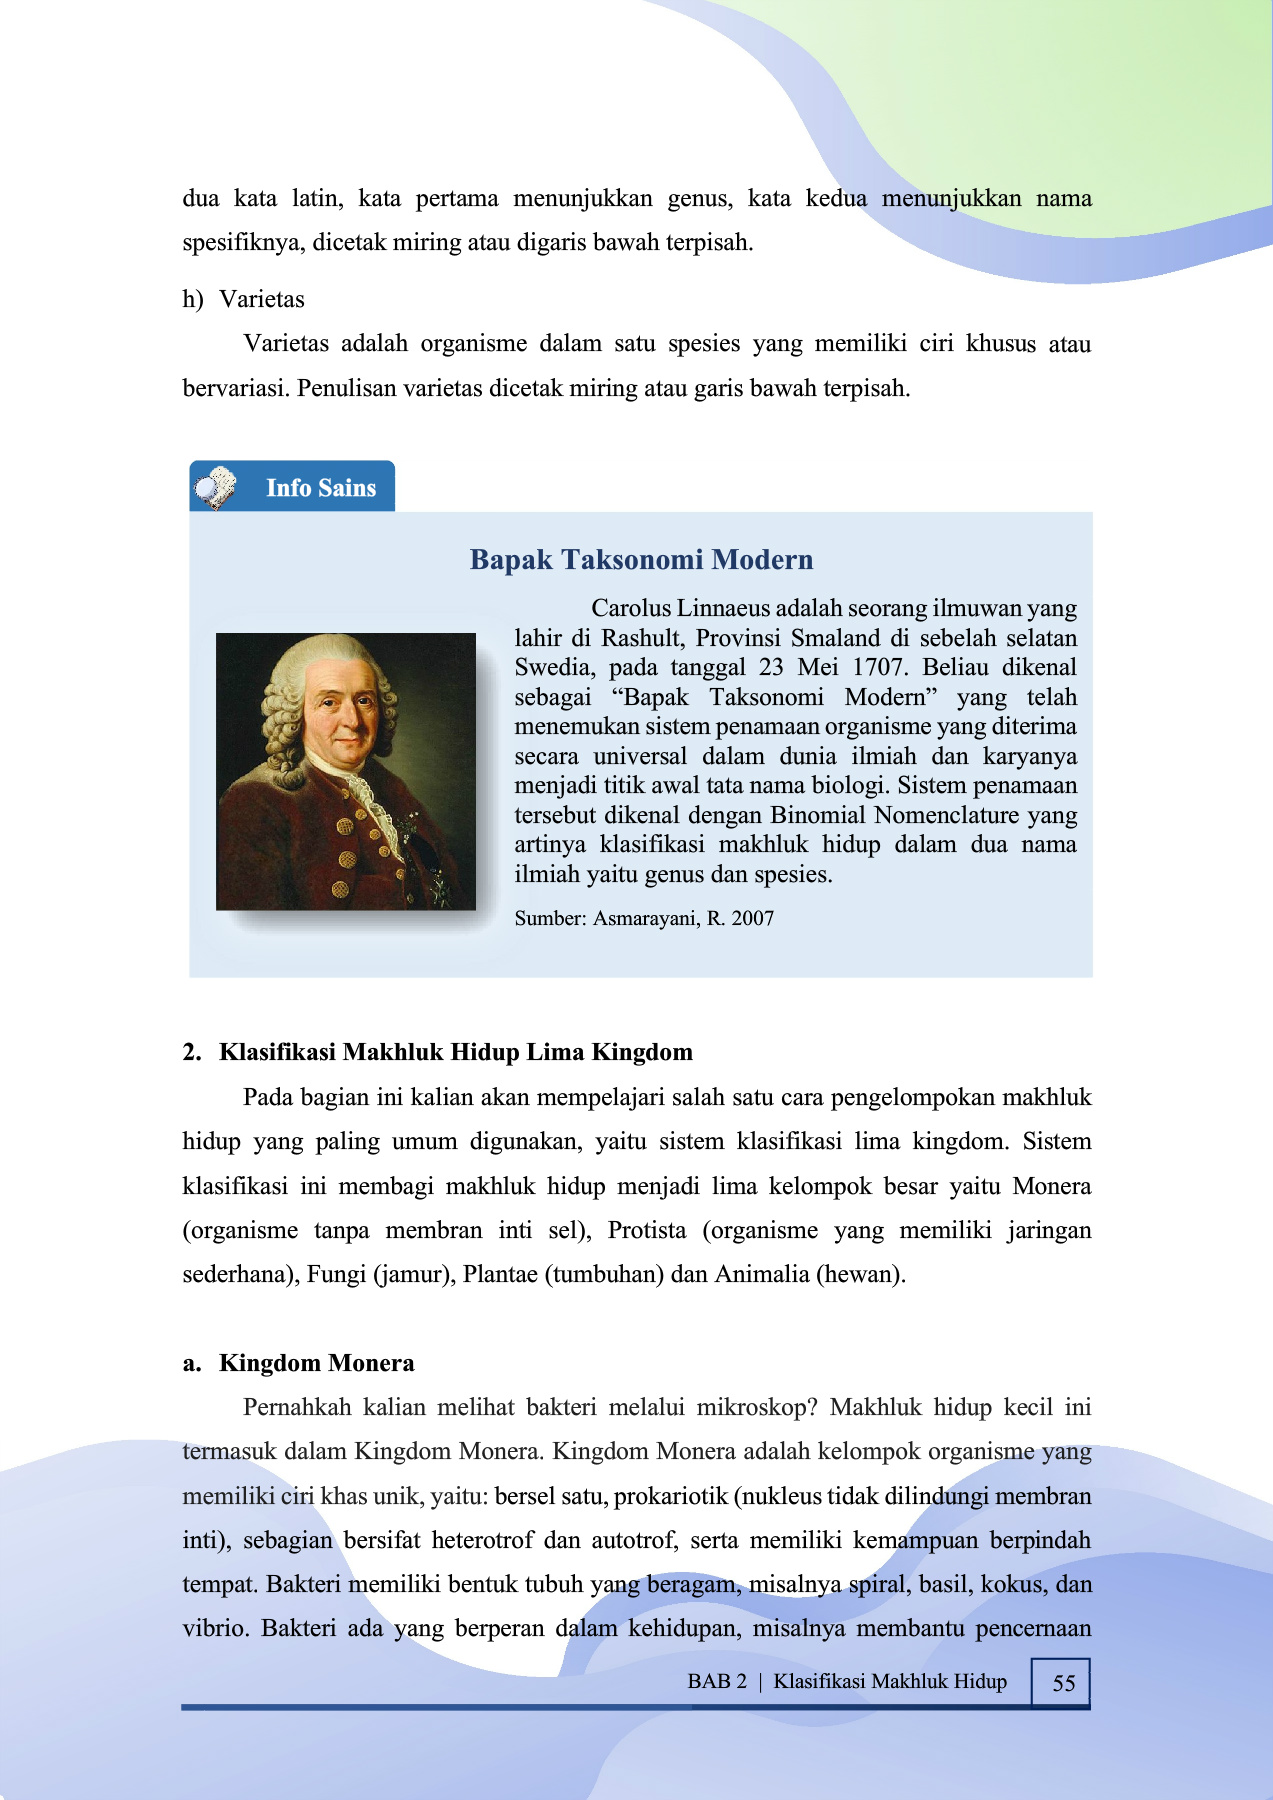 dua kata latin, kata pertama menunjukkan genus, kata kedua menunjukkan nama
spesifiknya, dicetak miring atau digaris bawah terpisah.
h) Varietas
Varietas adalah organisme dalam satu spesies yang memiliki ciri khusus atau
bervariasi. Penulisan varietas dicetak miring atau garis bawah terpisah.
Info Sains
Bapak Taksonomi Modern
Carolus Linnaeus adalah seorang ilmuwan yang
lahir di Rashult, Provinsi Smaland di sebelah selatan
Swedia, pada tanggal 23 Mei 1707. Beliau dikenal
sebagai “Bapak Taksonomi Modern” yang telah
menemukan sistem penamaan organisme yang diterima
secara universal dalam dunia ilmiah dan karyanya
menjadi titik awal tata nama biologi. Sistem penamaan
tersebut dikenal dengan Binomial Nomenclature yang
artinya klasifikasi makhluk hidup dalam dua nama
ilmiah yaitu genus dan spesies.
Sumber: Asmarayani, R. 2007
2. Klasifikasi Makhluk Hidup Lima Kingdom
Pada bagian ini kalian akan mempelajari salah satu cara pengelompokan makhluk
hidup yang paling umum digunakan, yaitu sistem klasifikasi lima kingdom. Sistem
klasifikasi ini membagi makhluk hidup menjadi lima kelompok besar yaitu Monera
(organisme tanpa membran inti sel), Protista (organisme yang memiliki jaringan
sederhana), Fungi (jamur), Plantae (tumbuhan) dan Animalia (hewan).
a. Kingdom Monera
Pernahkah kalian melihat bakteri melalui mikroskop? Makhluk hidup kecil ini
termasuk dalam Kingdom Monera. Kingdom Monera adalah kelompok organisme yang
memiliki ciri khas unik, yaitu: bersel satu, prokariotik (nukleus tidak dilindungi membran
inti), sebagian bersifat heterotrof dan autotrof, serta memiliki kemampuan berpindah
tempat. Bakteri memiliki bentuk tubuh yang beragam, misalnya spiral, basil, kokus, dan
vibrio. Bakteri ada yang berperan dalam kehidupan, misalnya membantu pencernaan
BAB 2 | Klasifikasi Makhluk Hidup 55